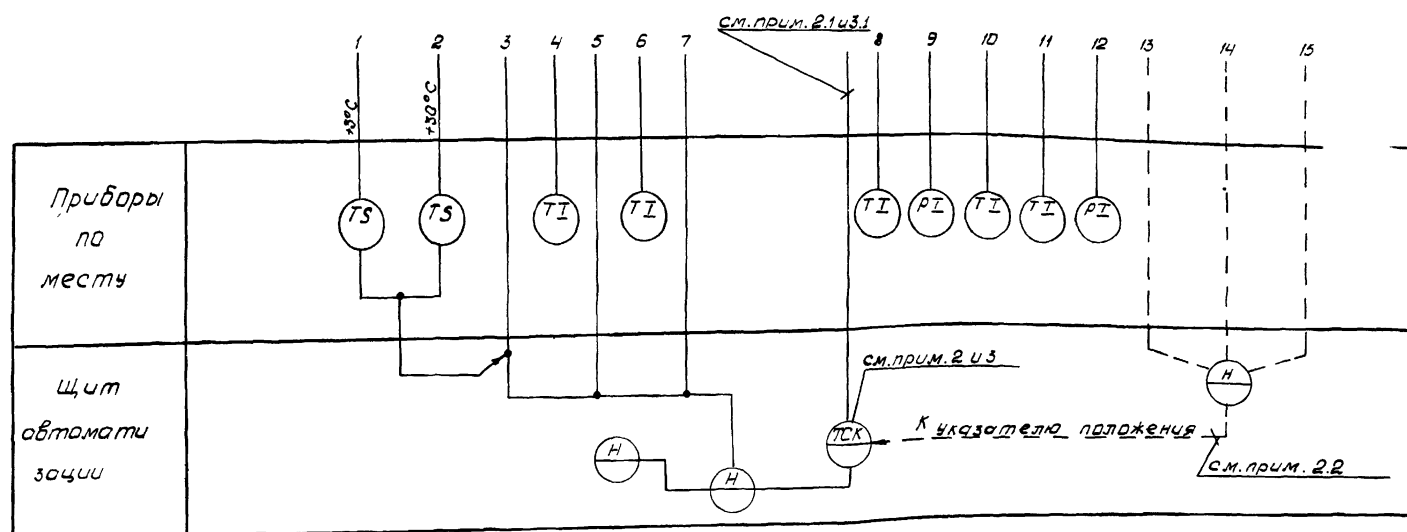 см. прим. 2.1 и 3.1
1 2 3 4 5 6 7 8 9 10 11 12 13 14 15
+3°С
+30°С
Приборы
по
месту
TS
TS
TI
TI
TI
PI
TI
TI
PI
Щит
автомати
зации
см. прим. 2 и 3
H
H
H
TCK
К указателю положения
см. прим. 2.2